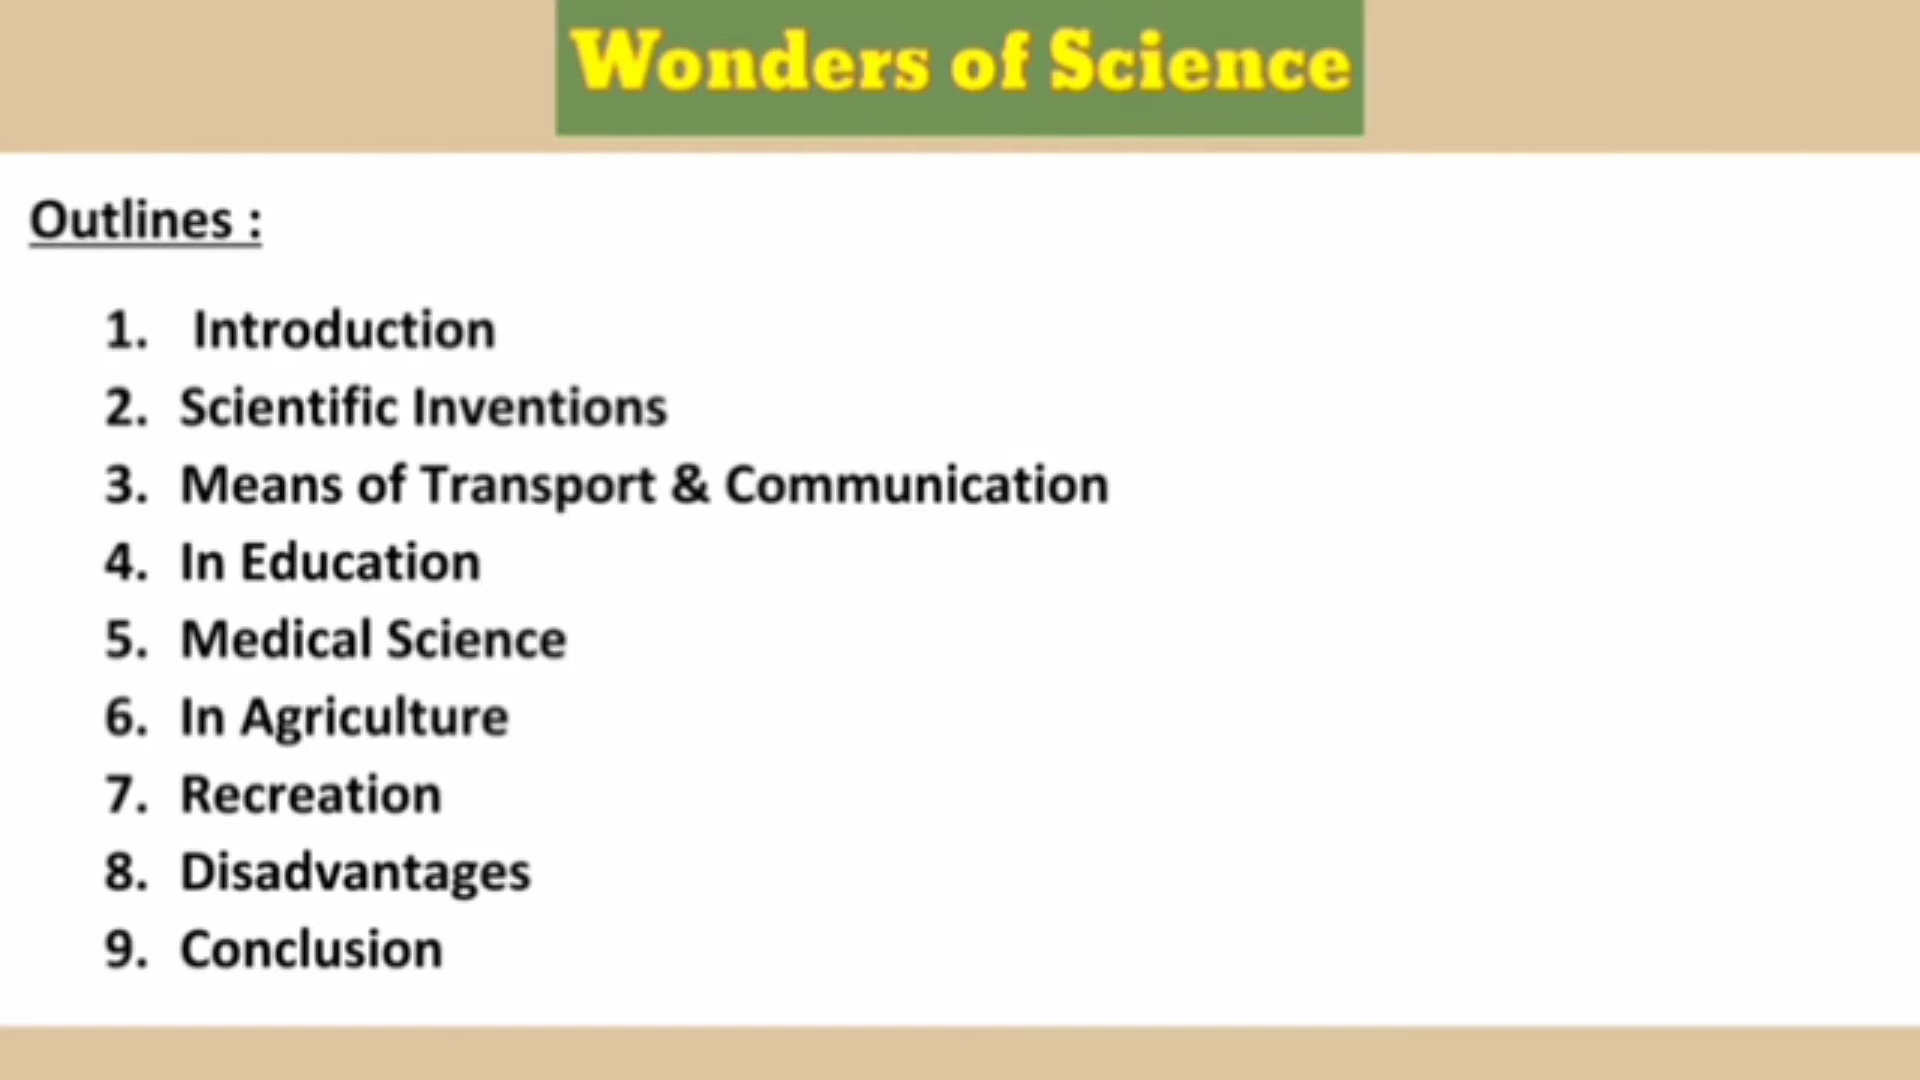 Wonders of Science
Outlines :
1. Introduction
2. Scientific Inventions
3. Means of Transport & Communication
4. In Education
5. Medical Science
6. In Agriculture
7. Recreation
8. Disadvantages
9. Conclusion